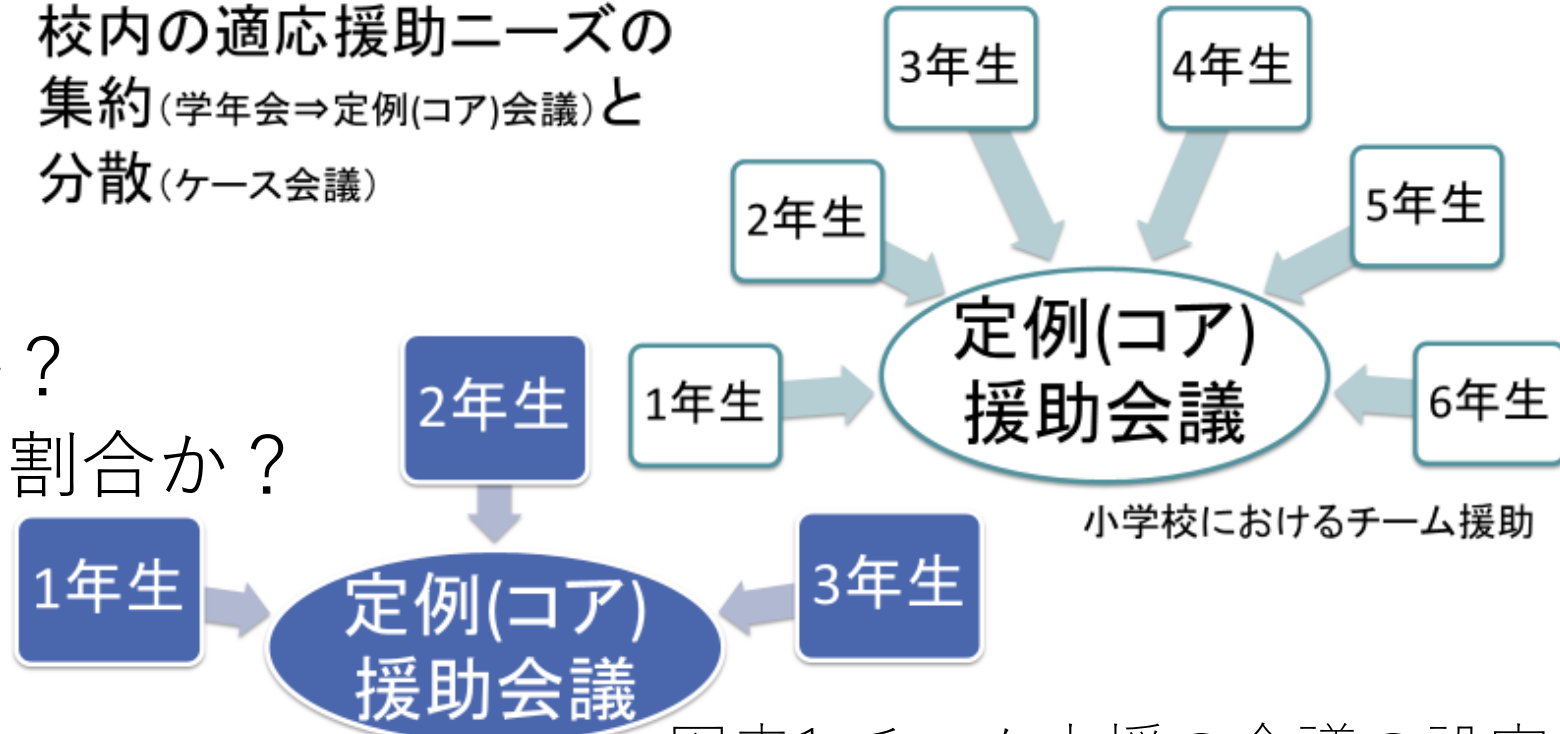 校内の適応援助ニーズの
集約(学年会⇒定例(コア)会議)と
分散(ケース会議)
3年生
4年生
2年生
5年生
1年生
6年生
定例(コア)
援助会議
小学校におけるチーム援助
？
割合か？
2年生
1年生
3年生
定例(コア)
援助会議